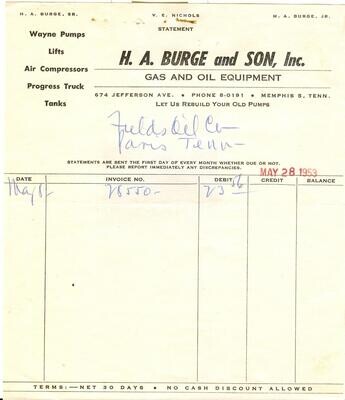 H. A. BURGE, SR. V. E. NICHOLS H. A. BURGE, JR.
STATEMENT
Wayne Pumps
Lifts
Air Compressors
Progress Truck
Tanks
H. A. BURGE and SON, Inc.
GAS AND OIL EQUIPMENT
674 JEFFERSON AVE. • PHONE 8-0191 • MEMPHIS 5, TENN.
LET US REBUILD YOUR OLD PUMPS
Fields Oil Co
Paris Tenn
STATEMENTS ARE SENT THE FIRST DAY OF EVERY MONTH WHETHER DUE OR NOT.
PLEASE REPORT IMMEDIATELY ANY DISCREPANCIES.
MAY 28 1953
DATE INVOICE NO. DEBIT CREDIT BALANCE
May 23
TERMS:—NET 30 DAYS • NO CASH DISCOUNT ALLOWED